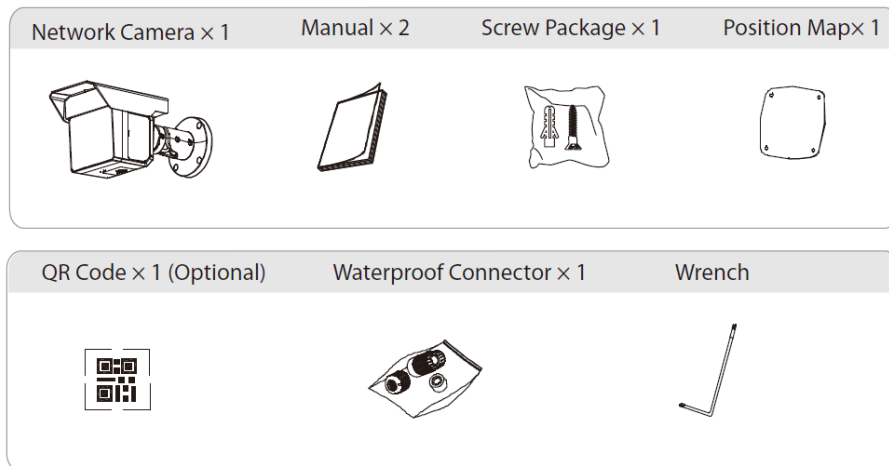 Network Camera × 1 Manual × 2 Screw Package × 1 Position Map× 1
QR Code × 1 (Optional) Waterproof Connector × 1 Wrench